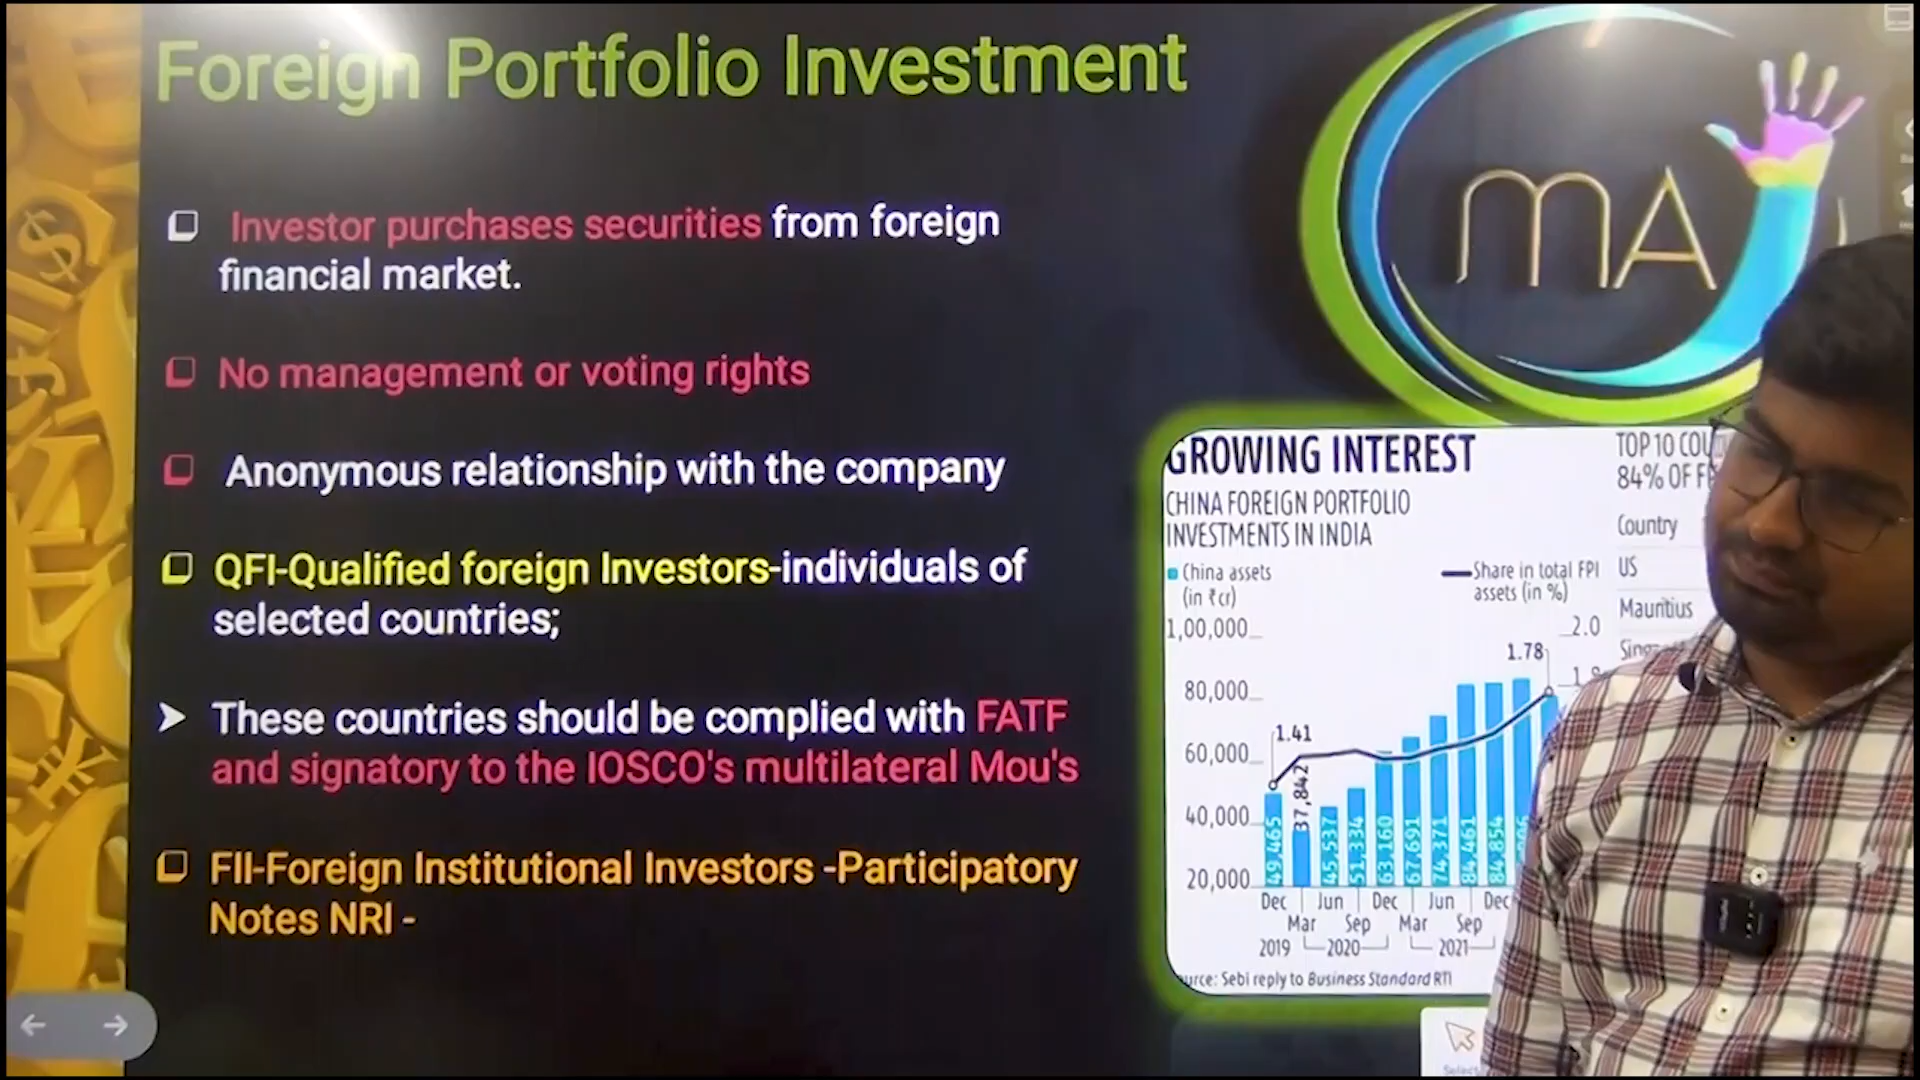 Foreign Portfolio Investment
Investor purchases securities from foreign
financial market.
No management or voting rights
Anonymous relationship with the company
QFI-Qualified foreign Investors-individuals of
selected countries;
These countries should be complied with FATF
and signatory to the IOSCO's multilateral Mou's
FII-Foreign Institutional Investors -Participatory
Notes NRI -
MA
GROWING INTEREST
CHINA FOREIGN PORTFOLIO
INVESTMENTS IN INDIA
China assets
(in ₹cr)
Share in total FPI
assets (in %)
1,00,000
80,000
60,000
40,000
20,000
2.0
1.78
1.41
49,465
37,842
45,537
51,334
63,160
67,691
74,371
84,461
84,854
Dec Jun Dec Jun Dec
Mar Sep Mar Sep
2019 2020 2021
Sebi reply to Business Standard RTI
TOP 10
84% OF
Country
US
Mauritius